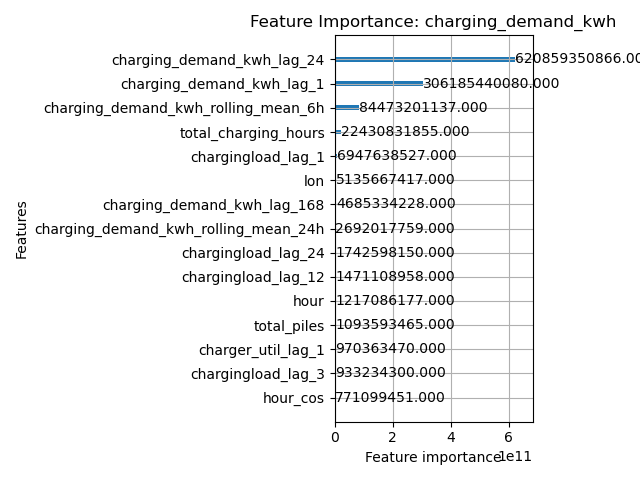 Feature Importance: charging_demand_kwh
charging_demand_kwh_lag_24 620859350866.00
charging_demand_kwh_lag_1 306185440080.000
charging_demand_kwh_rolling_mean_6h 84473201137.000
total_charging_hours 22430831855.000
chargingload_lag_1 6947638527.000
lon 5135667417.000
charging_demand_kwh_lag_168 4685334228.000
charging_demand_kwh_rolling_mean_24h 2692017759.000
chargingload_lag_24 1742598150.000
chargingload_lag_12 1471108958.000
hour 1217086177.000
total_piles 1093593465.000
charger_util_lag_1 970363470.000
chargingload_lag_3 933234300.000
hour_cos 771099451.000
Features
0 2 4 6
Feature importance 1e11